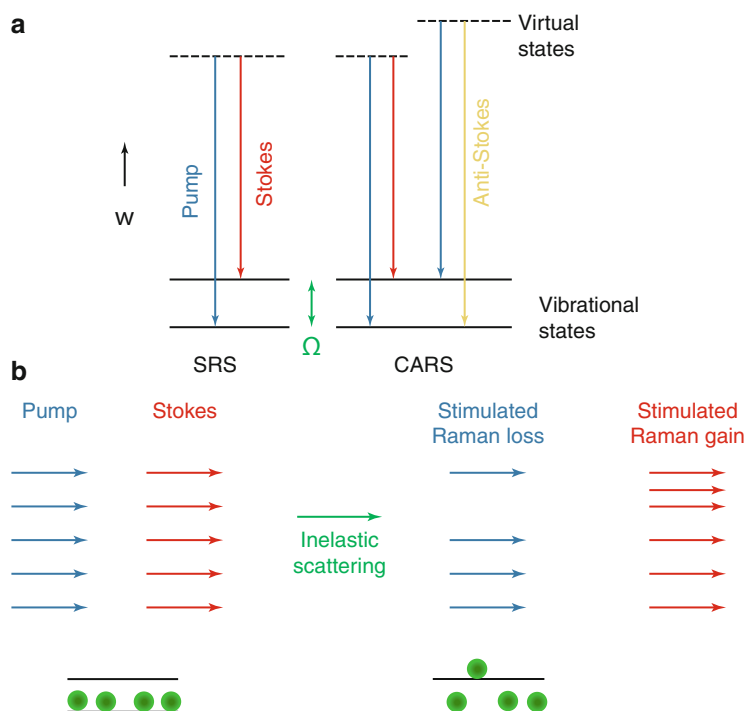 a
Virtual
states
Pump
Stokes
Anti-Stokes
w
Vibrational
states
Ω
SRS
CARS
b
Pump
Stokes
Stimulated
Raman loss
Stimulated
Raman gain
Inelastic
scattering